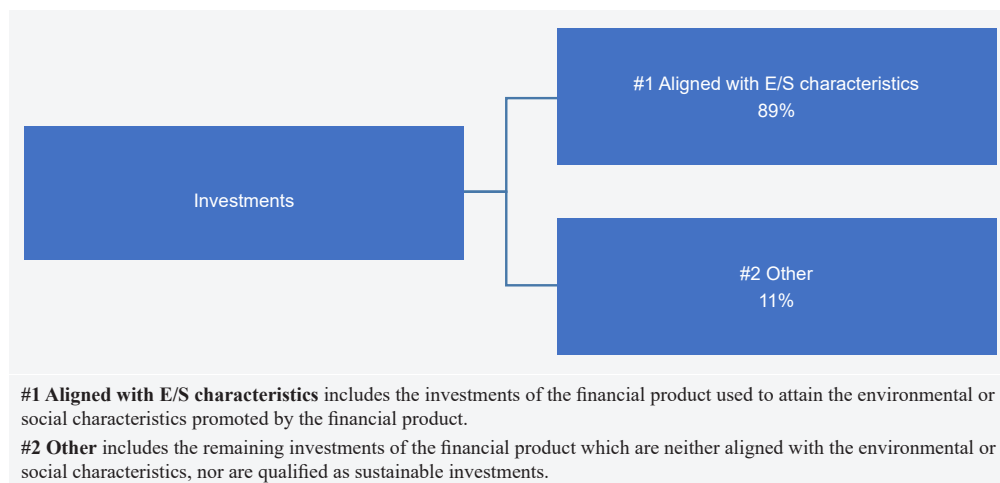 #1 Aligned with E/S characteristics
89%
Investments
#2 Other
11%
#1 Aligned with E/S characteristics includes the investments of the financial product used to attain the environmental or
social characteristics promoted by the financial product.
#2 Other includes the remaining investments of the financial product which are neither aligned with the environmental or
social characteristics, nor are qualified as sustainable investments.